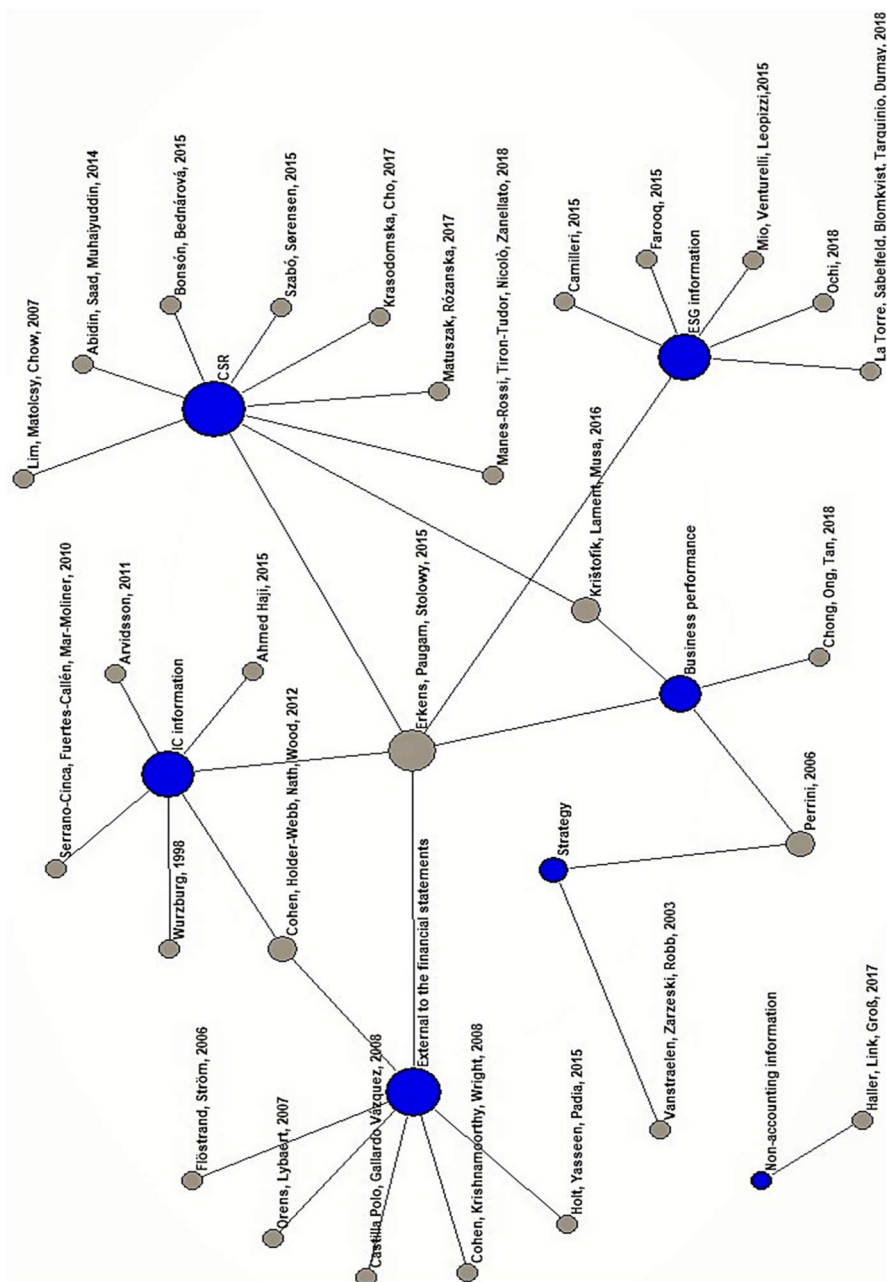 Lim, Matolcsy, Chow, 2007
Serrano-Cinca, Fuertes-Callén, Mar-Moliner, 2010
Abidin, Saad, Muhaiyuddin, 2014
Arvidsson, 2011
Wurzburg, 1998
IC information
Bonsón, Bednárová, 2015
Flöstrand, Ström, 2006
CSR
Ahmed Haji, 2015
Orens, Lybaert, 2007
Cohen, Holder-Webb, Nath, Wood, 2012
Szabó, Sørensen, 2015
Castilla Polo, Gallardo Vázquez, 2008
Krasodomska, Cho, 2017
External to the financial statements
Erkens, Paugam, Stolowy, 2015
Matuszak, Rózanska, 2017
Cohen, Krishnamoorthy, Wright, 2008
Manes-Rossi, Tiron-Tudor, Nicolò, Zanellato, 2018
Strategy
Holt, Yasseen, Padia, 2015
Camilleri, 2015
Krištofík, Lament, Musa, 2016
Farooq, 2015
Vanstraelen, Zarzeski, Robb, 2003
Business performance
ESG information
Mio, Venturelli, Leopizzi,2015
Non-accounting information
Perrini, 2006
Chong, Ong, Tan, 2018
Ochi, 2018
Haller, Link, Groß, 2017
La Torre, Sabelfeld, Blomkvist, Tarquinio, Dumay, 2018